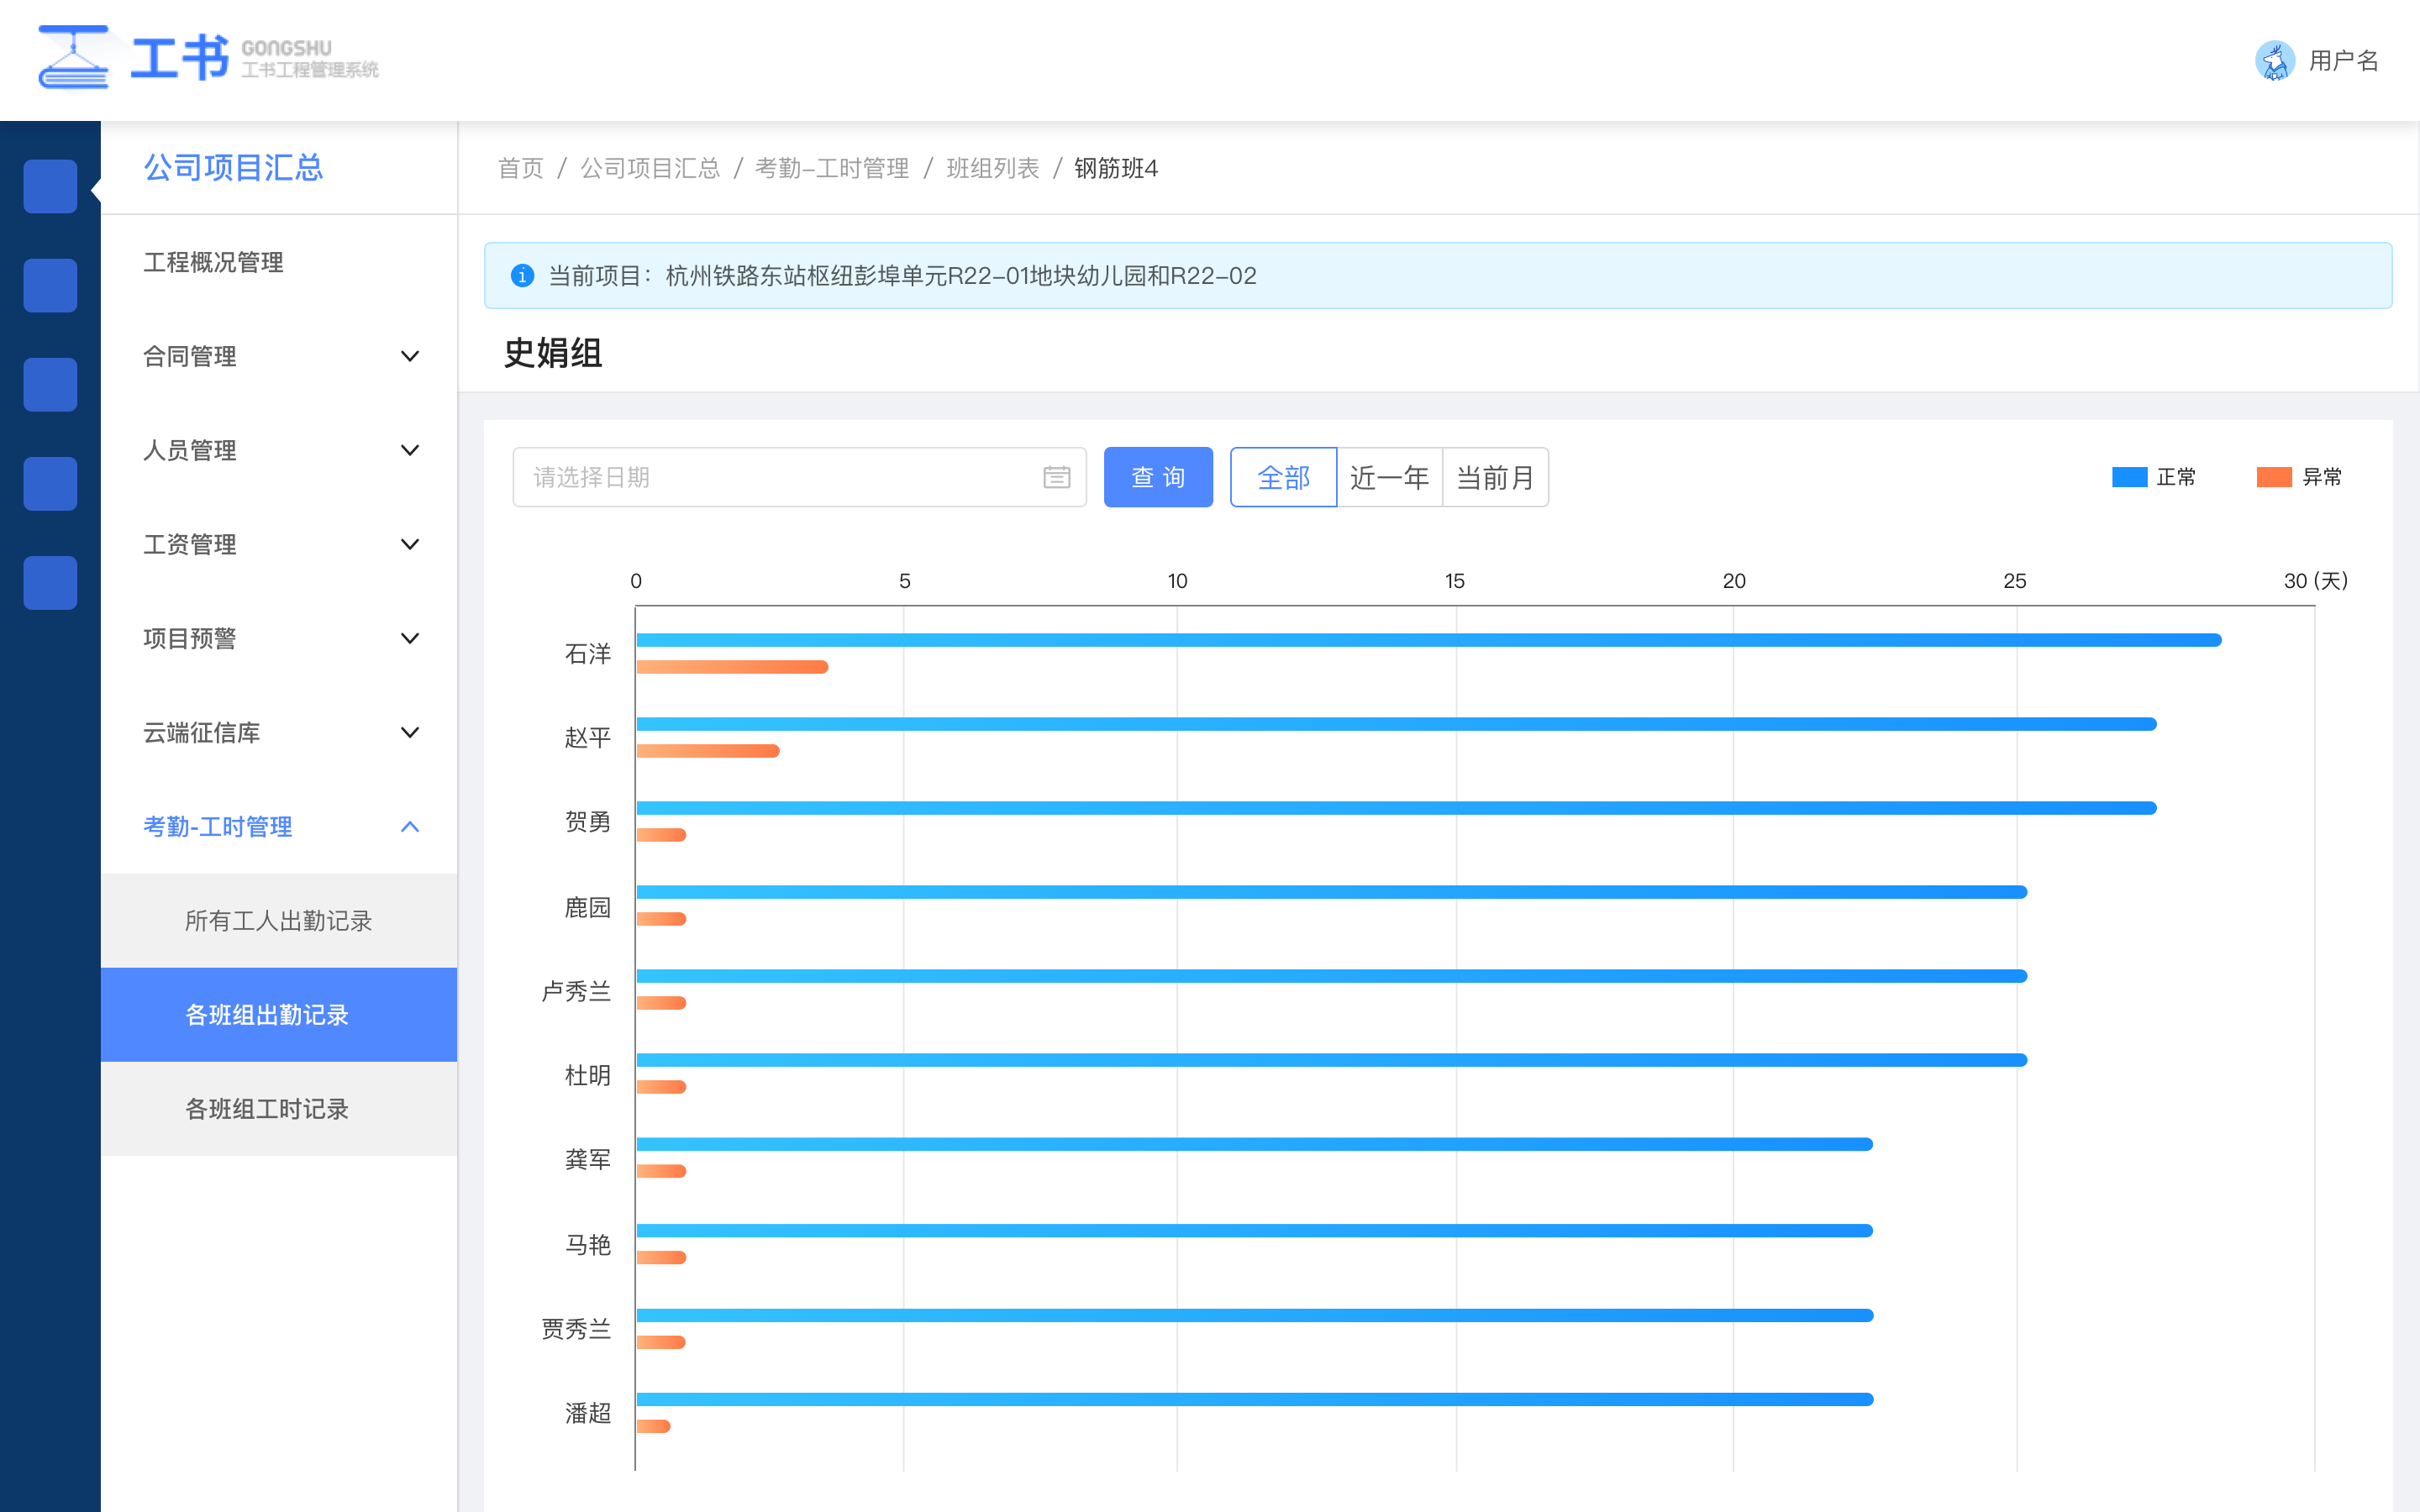 工书
GONGSHU
工书工程管理系统
用户名
公司项目汇总
首页 / 公司项目汇总 / 考勤-工时管理 / 班组列表 / 钢筋班4
工程概况管理
合同管理
人员管理
工资管理
项目预警
云端征信库
考勤-工时管理
所有工人出勤记录
各班组出勤记录
各班组工时记录
当前项目：杭州铁路东站枢纽彭埠单元R22-01地块幼儿园和R22-02
史娟组
请选择日期
查 询
全部 近一年 当前月
正常 异常
0 5 10 15 20 25 30 (天)
石洋
赵平
贺勇
鹿园
卢秀兰
杜明
龚军
马艳
贾秀兰
潘超